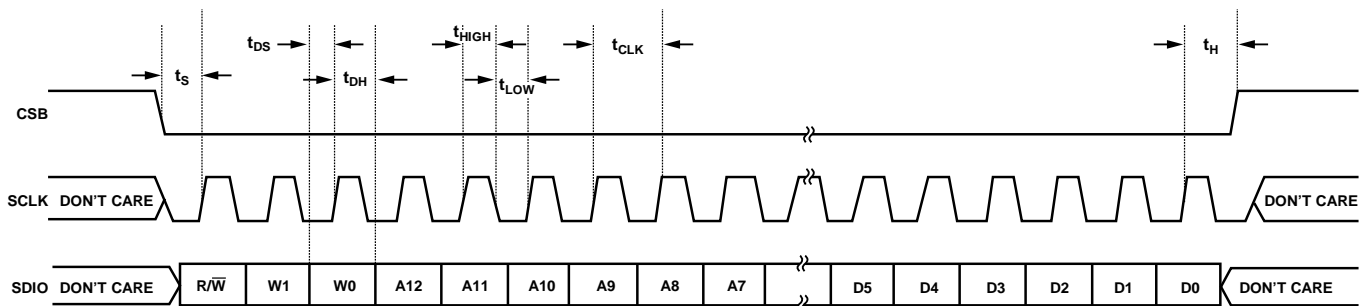 tDS
tHIGH
tCLK
tH
tS
tDH
tLOW
CSB
SCLK DON'T CARE DON'T CARE
SDIO DON'T CARE R/W̅ W1 W0 A12 A11 A10 A9 A8 A7 D5 D4 D3 D2 D1 D0 DON'T CARE